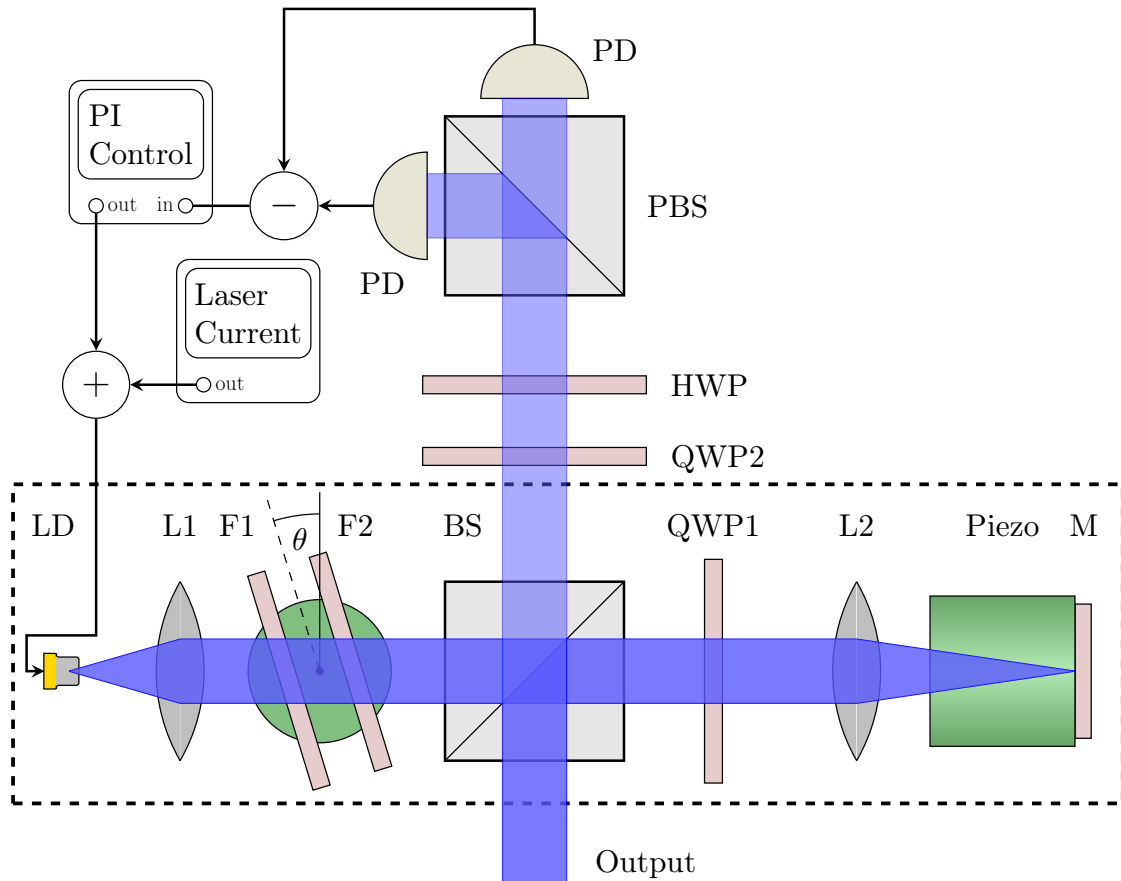 PD
PI
Control
out
in
−
PBS
PD
Laser
Current
out
+
HWP
QWP2
LD
L1
F1
θ
F2
BS
QWP1
L2
Piezo
M
Output